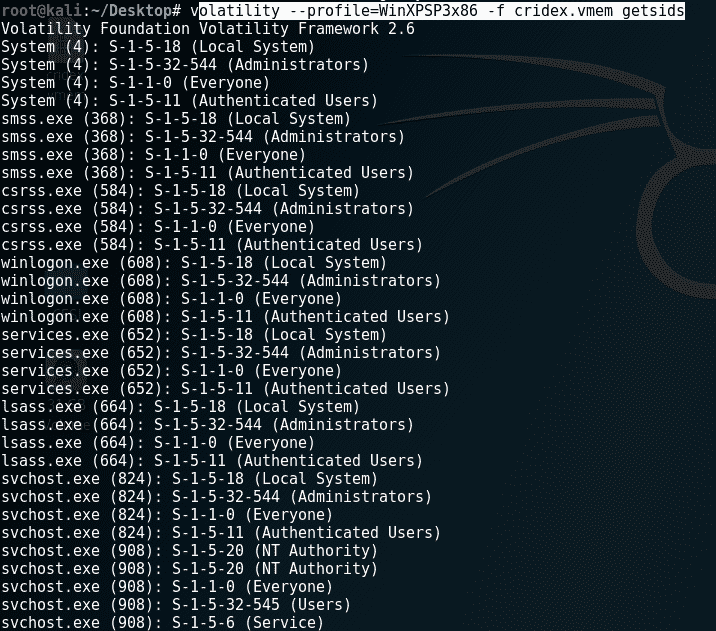 root@kali:~/Desktop# volatility --profile=WinXPSP3x86 -f cridex.vmem getsids
Volatility Foundation Volatility Framework 2.6
System (4): S-1-5-18 (Local System)
System (4): S-1-5-32-544 (Administrators)
System (4): S-1-1-0 (Everyone)
System (4): S-1-5-11 (Authenticated Users)
smss.exe (368): S-1-5-18 (Local System)
smss.exe (368): S-1-5-32-544 (Administrators)
smss.exe (368): S-1-1-0 (Everyone)
smss.exe (368): S-1-5-11 (Authenticated Users)
csrss.exe (584): S-1-5-18 (Local System)
csrss.exe (584): S-1-5-32-544 (Administrators)
csrss.exe (584): S-1-1-0 (Everyone)
csrss.exe (584): S-1-5-11 (Authenticated Users)
winlogon.exe (608): S-1-5-18 (Local System)
winlogon.exe (608): S-1-5-32-544 (Administrators)
winlogon.exe (608): S-1-1-0 (Everyone)
winlogon.exe (608): S-1-5-11 (Authenticated Users)
services.exe (652): S-1-5-18 (Local System)
services.exe (652): S-1-5-32-544 (Administrators)
services.exe (652): S-1-1-0 (Everyone)
services.exe (652): S-1-5-11 (Authenticated Users)
lsass.exe (664): S-1-5-18 (Local System)
lsass.exe (664): S-1-5-32-544 (Administrators)
lsass.exe (664): S-1-1-0 (Everyone)
lsass.exe (664): S-1-5-11 (Authenticated Users)
svchost.exe (824): S-1-5-18 (Local System)
svchost.exe (824): S-1-5-32-544 (Administrators)
svchost.exe (824): S-1-1-0 (Everyone)
svchost.exe (824): S-1-5-11 (Authenticated Users)
svchost.exe (908): S-1-5-20 (NT Authority)
svchost.exe (908): S-1-5-20 (NT Authority)
svchost.exe (908): S-1-1-0 (Everyone)
svchost.exe (908): S-1-5-32-545 (Users)
svchost.exe (908): S-1-5-6 (Service)